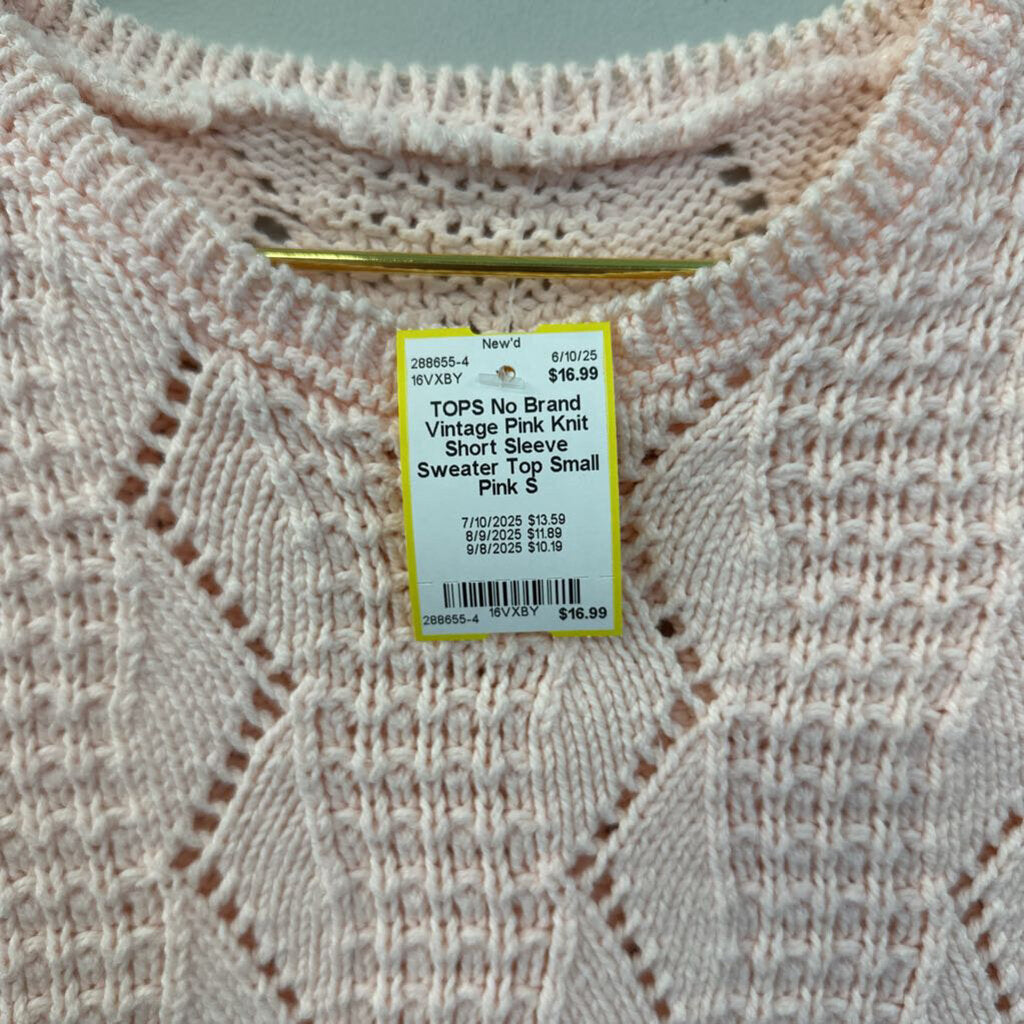 New'd
288655-4 6/10/25
16VXBY $16.99
TOPS No Brand
Vintage Pink Knit
Short Sleeve
Sweater Top Small
Pink S
7/10/2025 $13.59
8/9/2025 $11.89
9/8/2025 $10.19
288655-4 16VXBY $16.99